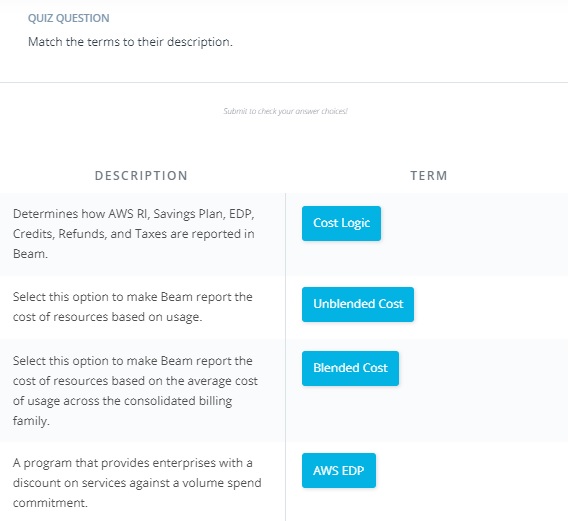 QUIZ QUESTION
Match the terms to their description.
Submit to check your answer choices!
DESCRIPTION
TERM
Determines how AWS RI, Savings Plan, EDP,
Credits, Refunds, and Taxes are reported in
Beam.
Cost Logic
Select this option to make Beam report the
cost of resources based on usage.
Unblended Cost
Select this option to make Beam report the
cost of resources based on the average cost
of usage across the consolidated billing
family.
Blended Cost
A program that provides enterprises with a
discount on services against a volume spend
commitment.
AWS EDP